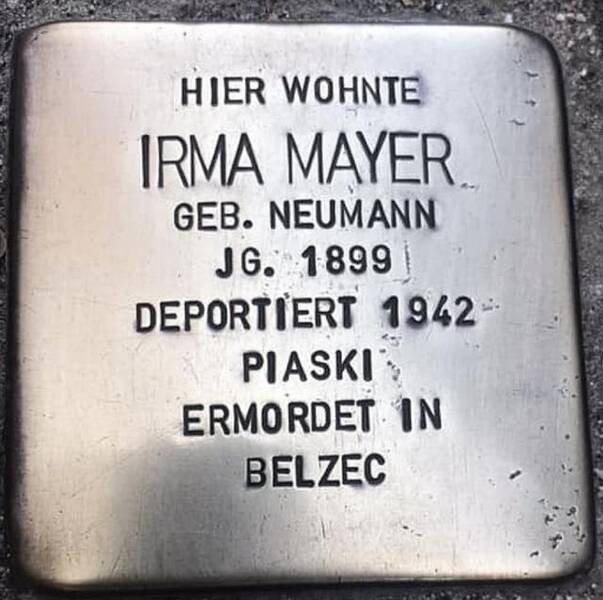 HIER WOHNTE
IRMA MAYER
GEB. NEUMANN
JG. 1899
DEPORTIERT 1942
PIASKI
ERMORDET IN
BELZEC